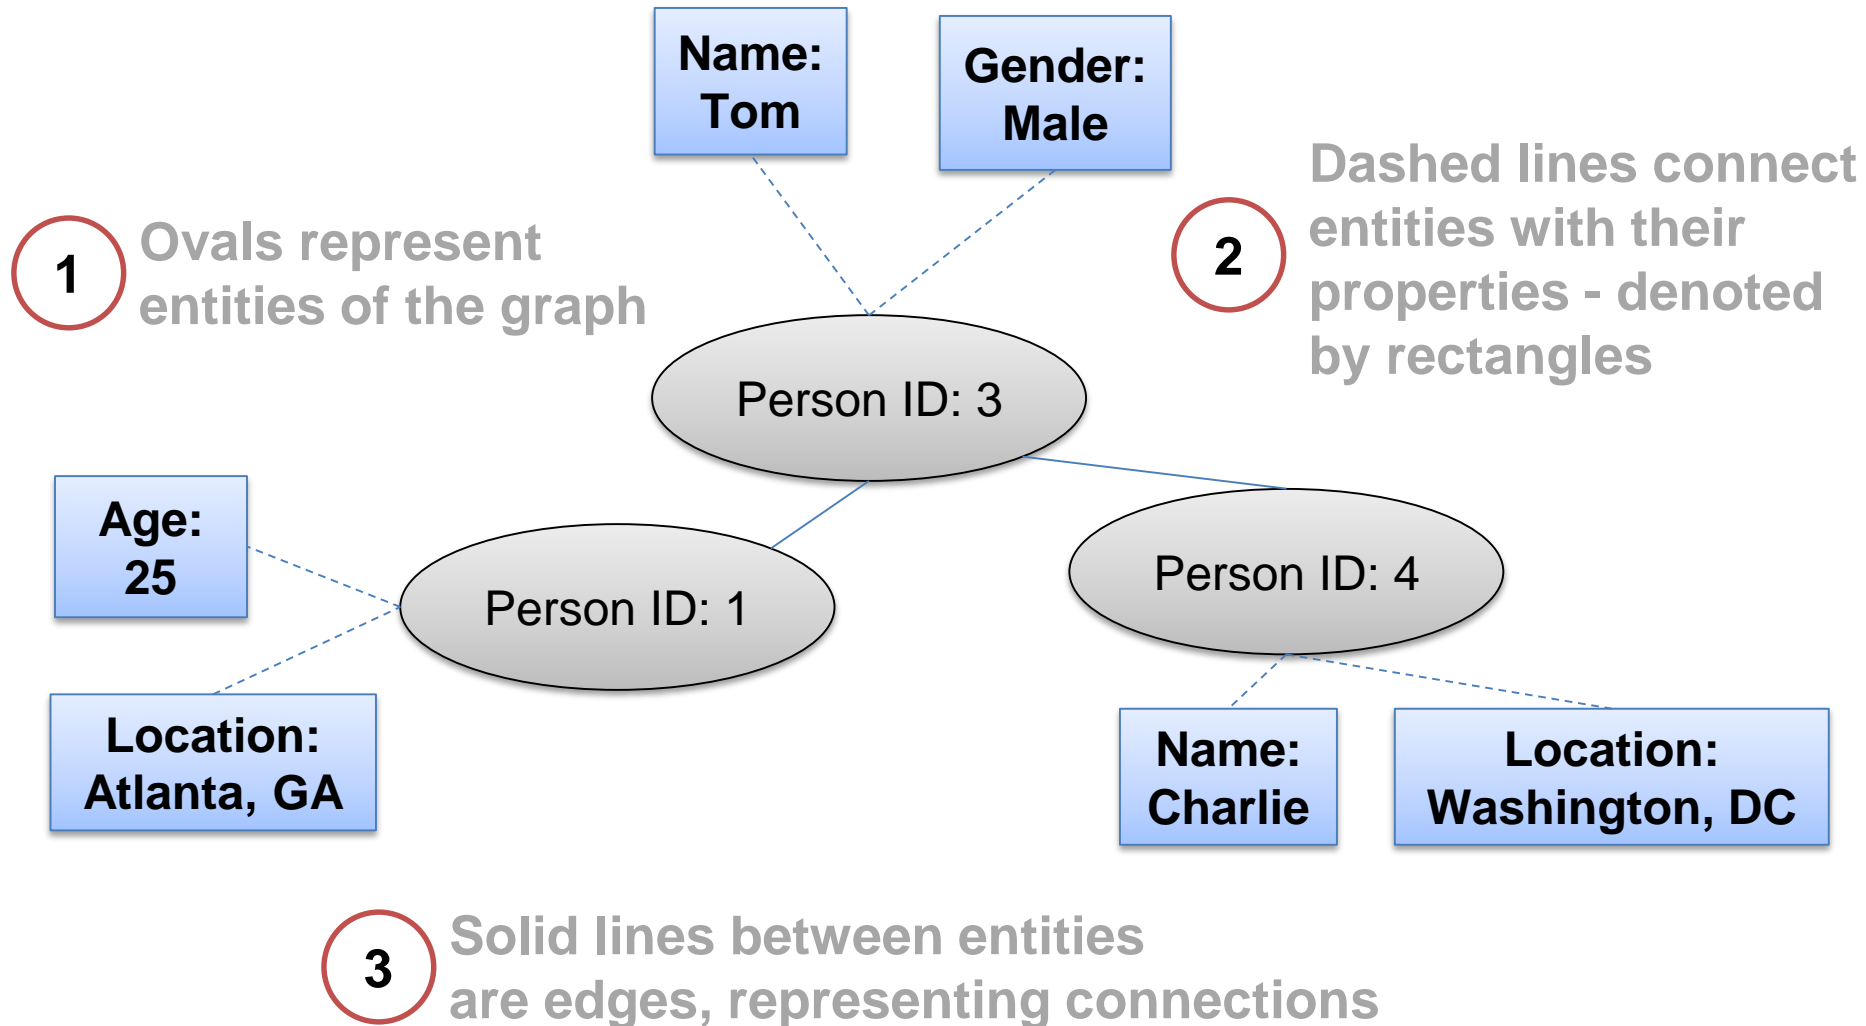 Name:
Tom
Gender:
Male
1
Ovals represent
entities of the graph
2
Dashed lines connect
entities with their
properties - denoted
by rectangles
Person ID: 3
Age:
25
Person ID: 1
Person ID: 4
Location:
Atlanta, GA
Name:
Charlie
Location:
Washington, DC
3
Solid lines between entities
are edges, representing connections